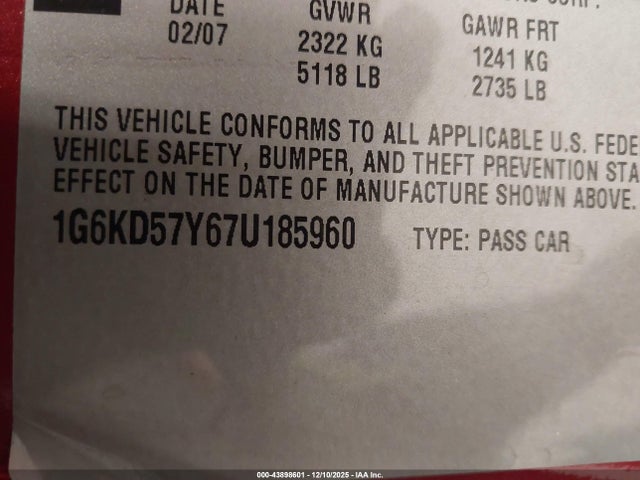 DATE GVWR GAWR FRT
02/07 2322 KG 1241 KG
5118 LB 2735 LB
THIS VEHICLE CONFORMS TO ALL APPLICABLE U.S. FEDE
VEHICLE SAFETY, BUMPER, AND THEFT PREVENTION STA
EFFECT ON THE DATE OF MANUFACTURE SHOWN ABOVE.
1G6KD57Y67U185960 TYPE: PASS CAR
000-43898601 - 12/10/2025 - IAA Inc.